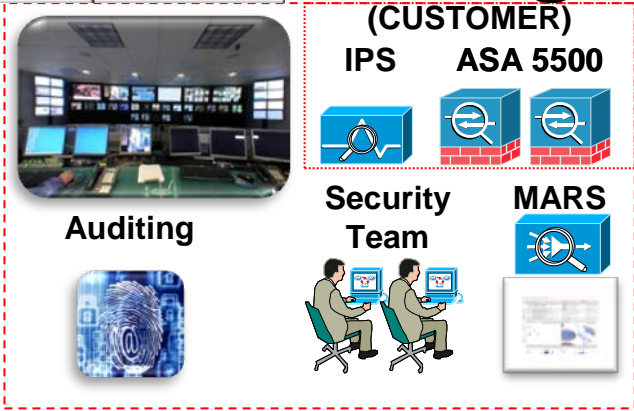 (CUSTOMER)
IPS
ASA 5500
Auditing
Security
Team
MARS
@